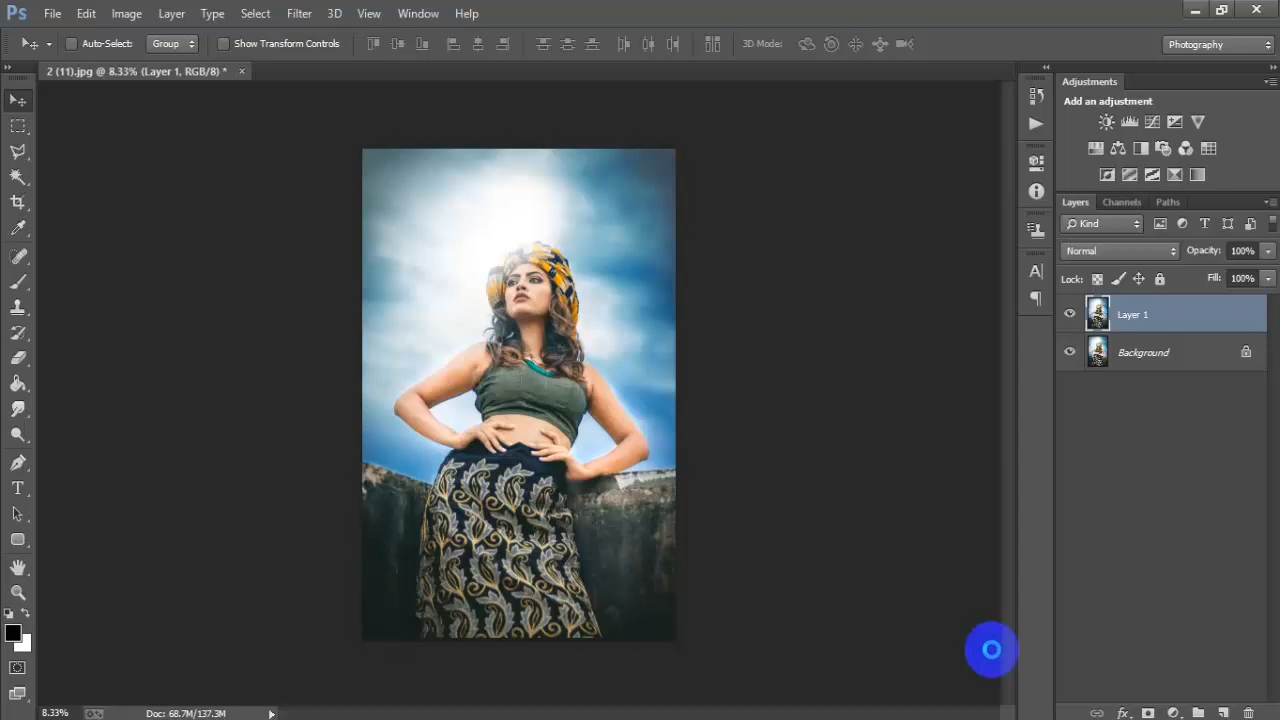 Ps File Edit Image Layer Type Select Filter 3D View Window Help
Auto-Select: Group Show Transform Controls 3D Mode: Photography
2 (11).jpg @ 8.33% (Layer 1, RGB/8) *
Adjustments
Add an adjustment
Layers Channels Paths
Kind
Normal Opacity: 100%
Lock: Fill: 100%
Layer 1
Background
8.33% Doc: 68.7M/137.3M